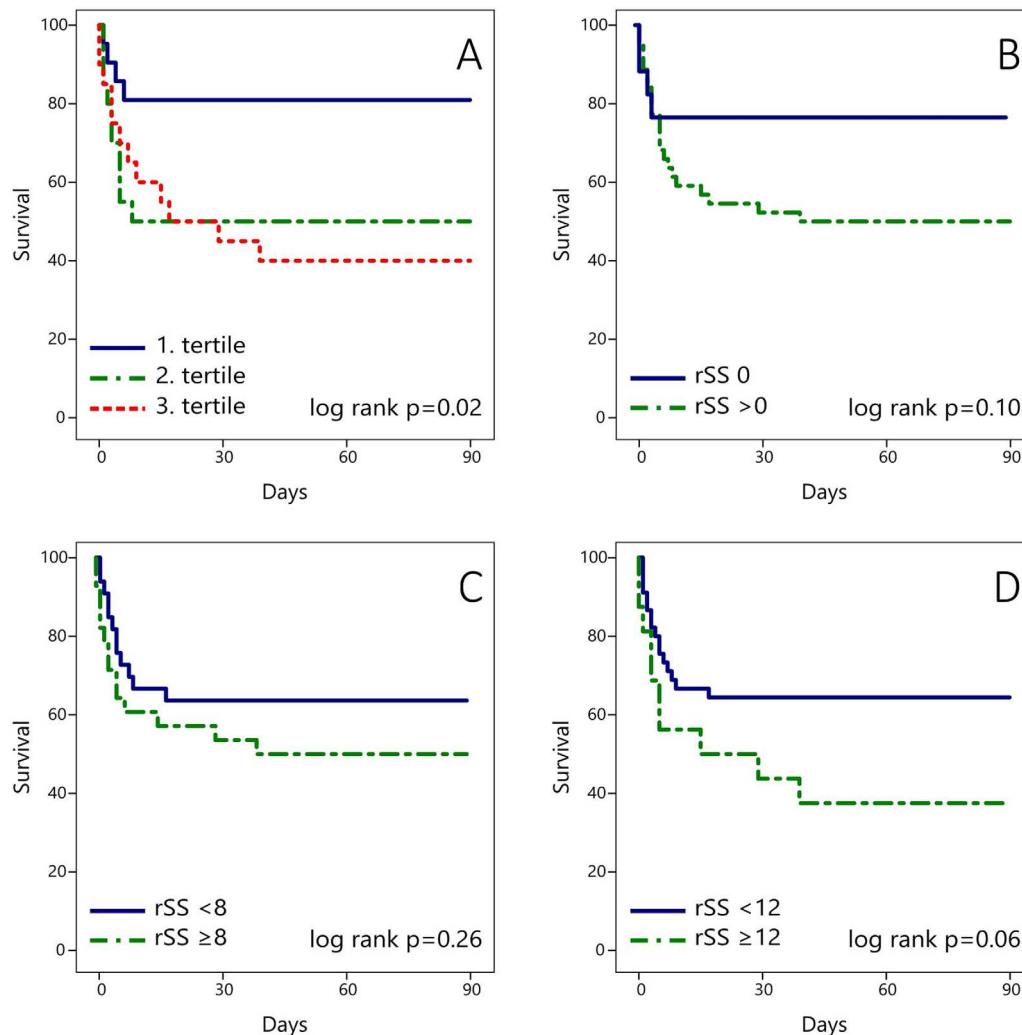 A
100
80
60
40
20
0
Survival
1. tertile
2. tertile
3. tertile
log rank p=0.02
0 30 60 90
Days
B
100
80
60
40
20
0
Survival
rSS 0
rSS >0
log rank p=0.10
0 30 60 90
Days
C
100
80
60
40
20
0
Survival
rSS <8
rSS ≥8
log rank p=0.26
0 30 60 90
Days
D
100
80
60
40
20
0
Survival
rSS <12
rSS ≥12
log rank p=0.06
0 30 60 90
Days